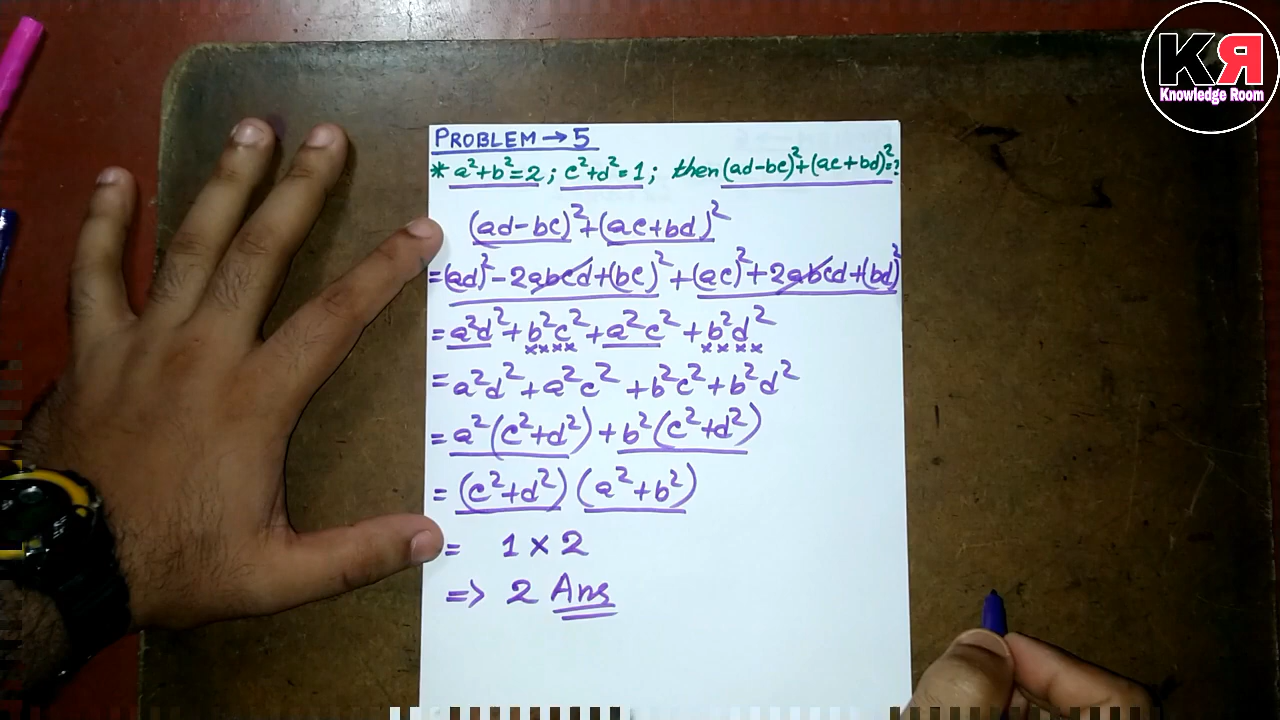 KЯ
Knowledge Room
PROBLEM → 5
* a²+b²=2; c²+d²=1; then (ad-bc)²+(ac+bd)²=?
(ad-bc)²+(ac+bd)²
=(ad)²-2abcd+(bc)²+(ac)²+2abcd+(bd)²
= a²d²+b²c²+a²c²+b²d²
= a²d²+a²c²+b²c²+b²d²
= a²(c²+d²)+b²(c²+d²)
= (c²+d²)(a²+b²)
= 1×2
=> 2 Ans